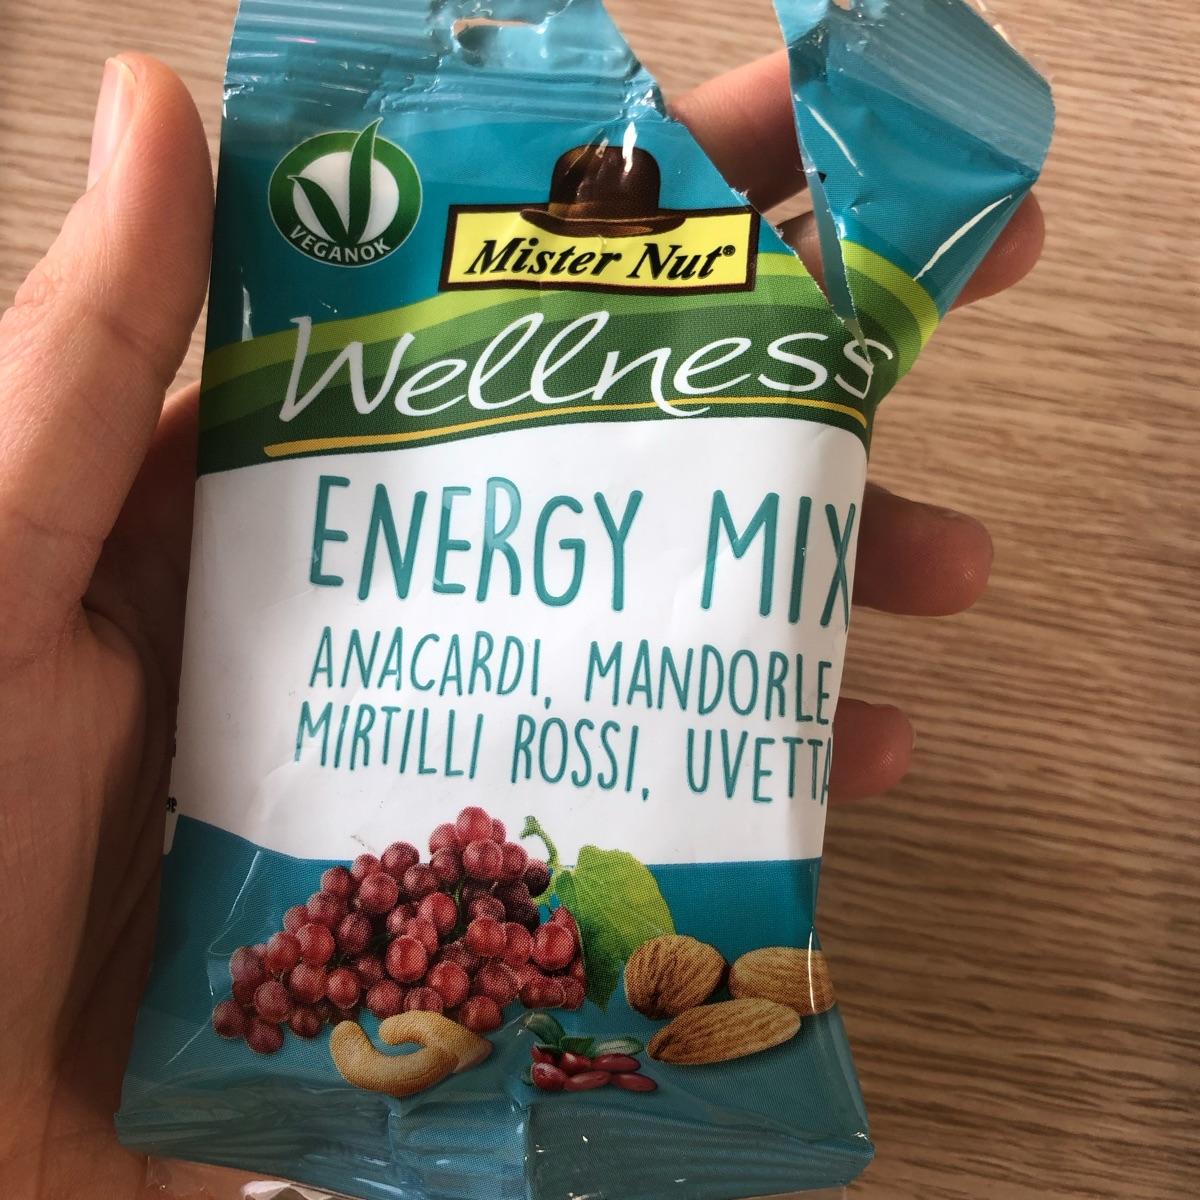 VEGANOK
Mister Nut®
Wellness
ENERGY MIX
ANACARDI, MANDORLE,
MIRTILLI ROSSI, UVETTA